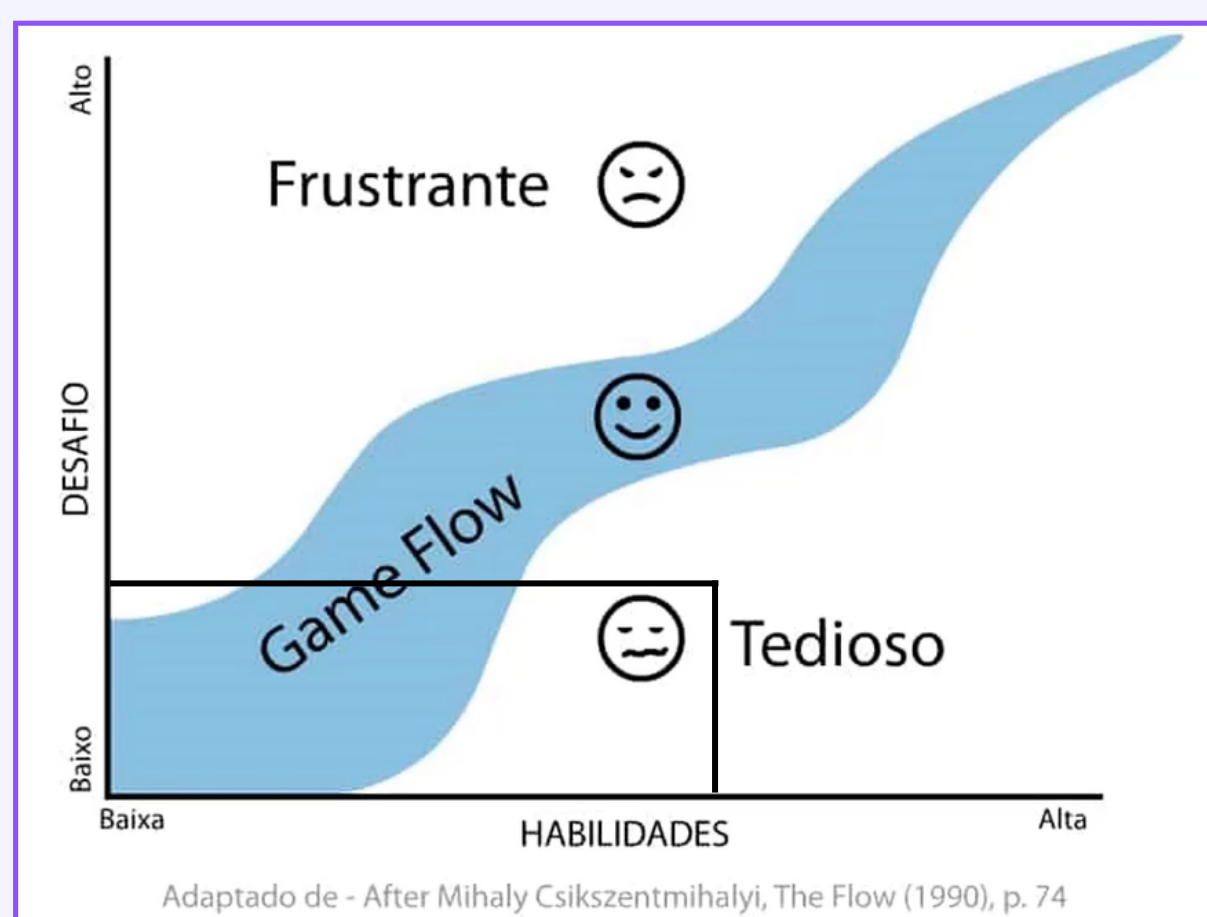 Alto
Frustrante
DESAFIO
Game Flow
Tedioso
Baixo
Baixa
HABILIDADES
Alta
Adaptado de - After Mihaly Csikszentmihalyi, The Flow (1990), p. 74